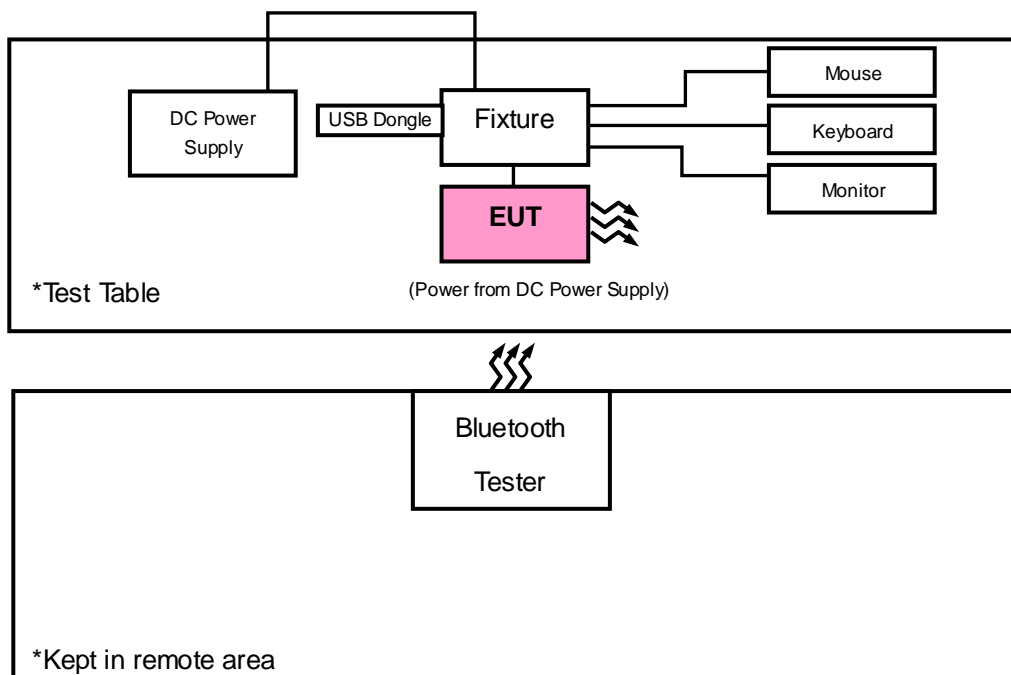 DC Power
Supply
USB Dongle
Fixture
Mouse
Keyboard
Monitor
EUT
(Power from DC Power Supply)
*Test Table
Bluetooth
Tester
*Kept in remote area